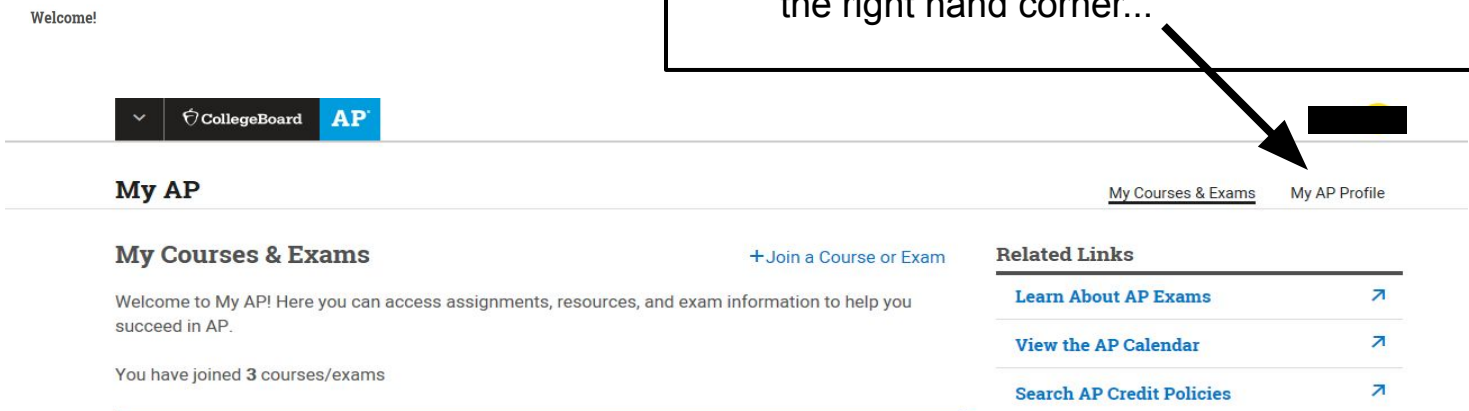 the right hand corner...
Welcome!
CollegeBoard AP
My AP
My Courses & Exams My AP Profile
My Courses & Exams
+Join a Course or Exam
Welcome to My AP! Here you can access assignments, resources, and exam information to help you
succeed in AP.
You have joined 3 courses/exams
Related Links
Learn About AP Exams
View the AP Calendar
Search AP Credit Policies